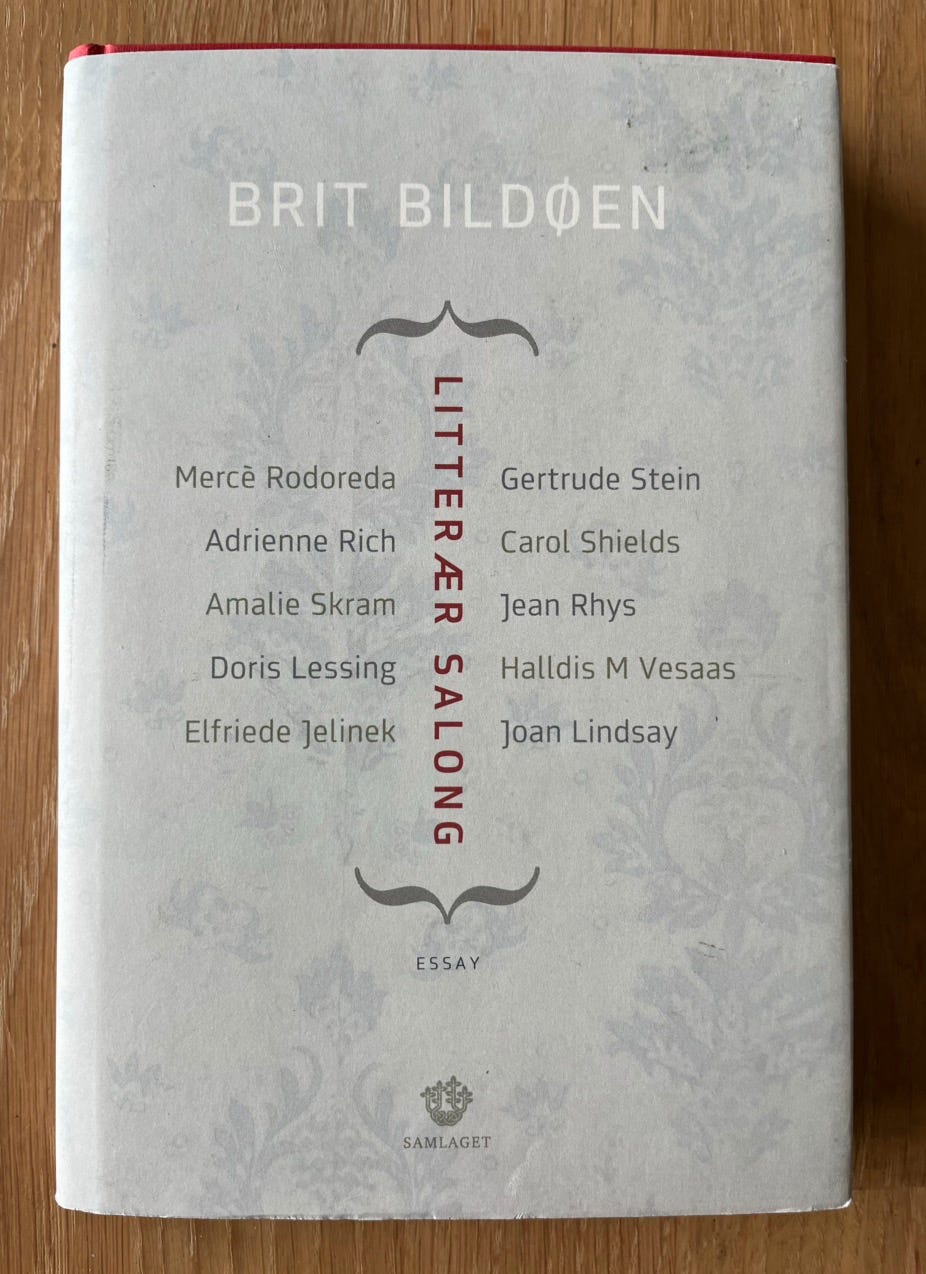 BRIT BILDØEN
LITTERÆR SALONG
Mercè Rodoreda
Adrienne Rich
Amalie Skram
Doris Lessing
Elfriede Jelinek
Gertrude Stein
Carol Shields
Jean Rhys
Halldis M Vesaas
Joan Lindsay
ESSAY
SAMLAGET